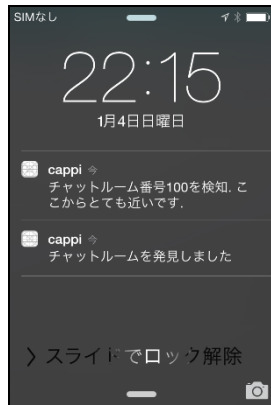 SIMなし
22:15
1月4日日曜日
cappi 今
チャットルーム番号100を検知. こ
こからとても近いです.
cappi 今
チャットルームを発見しました
> スライドでロック解除